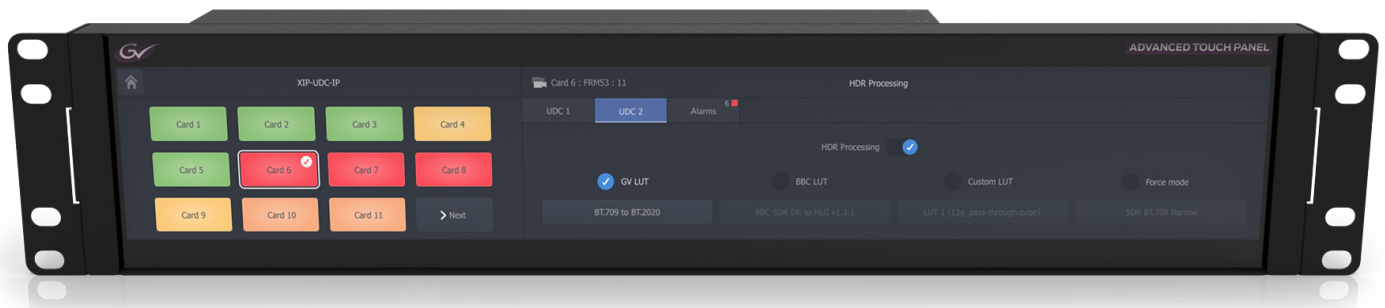 GV
ADVANCED TOUCH PANEL
XIP-UDC-IP
Card 1
Card 2
Card 3
Card 4
Card 5
Card 6
Card 7
Card 8
Card 9
Card 10
Card 11
Next
Card 6 : FRM53 : 11
HDR Processing
UDC 1
UDC 2
Alarms
6
HDR Processing
GV LUT
BBC LUT
Custom LUT
Force mode
BT.709 to BT.2020
BBC SDR DR to HLG v1.3.1
LUT 1 (13a_pass-through.cube)
SDR BT.709 Narrow